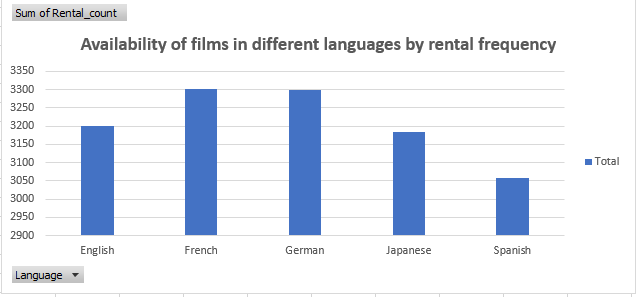 Sum of Rental_count
Availability of films in different languages by rental frequency
3350
3300
3250
3200
3150
3100
3050
3000
2950
2900
English French German Japanese Spanish
Total
Language